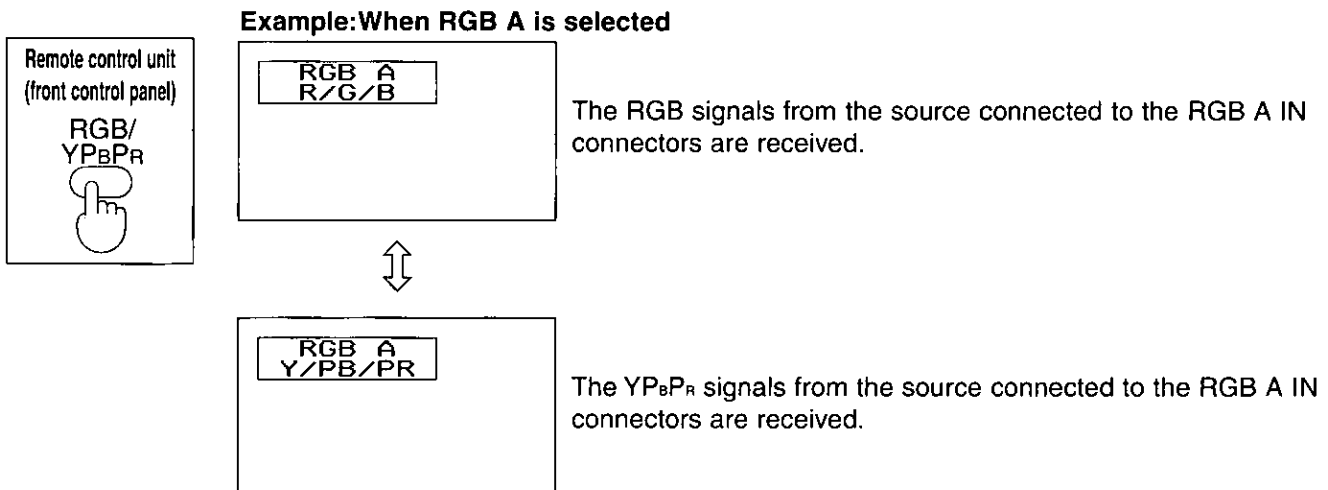 Example:When RGB A is selected
Remote control unit
(front control panel)
RGB/
YPBPR
RGB A
R/G/B
The RGB signals from the source connected to the RGB A IN
connectors are received.
RGB A
Y/PB/PR
The YPBPR signals from the source connected to the RGB A IN
connectors are received.